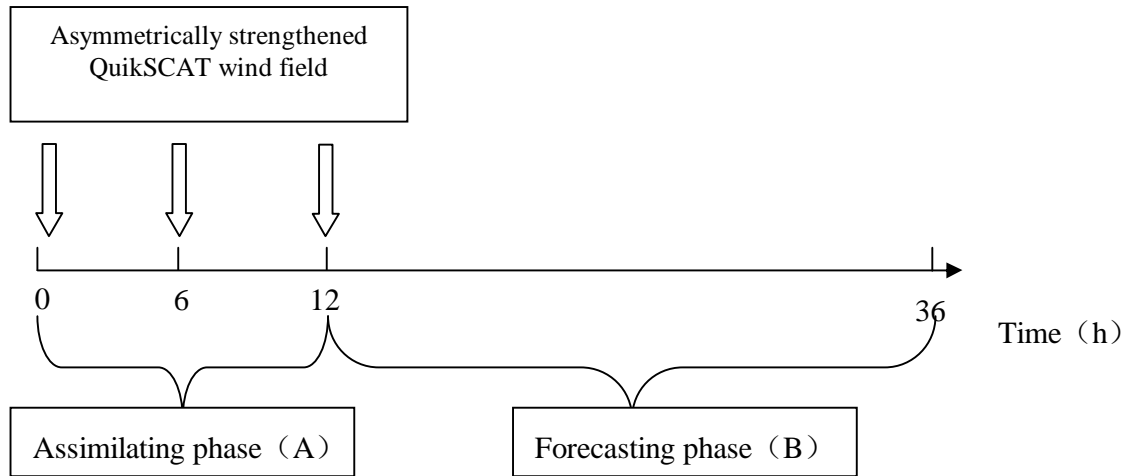 Asymmetrically strengthened
QuikSCAT wind field
0
6
12
36
Time（h）
Assimilating phase（A）
Forecasting phase（B）